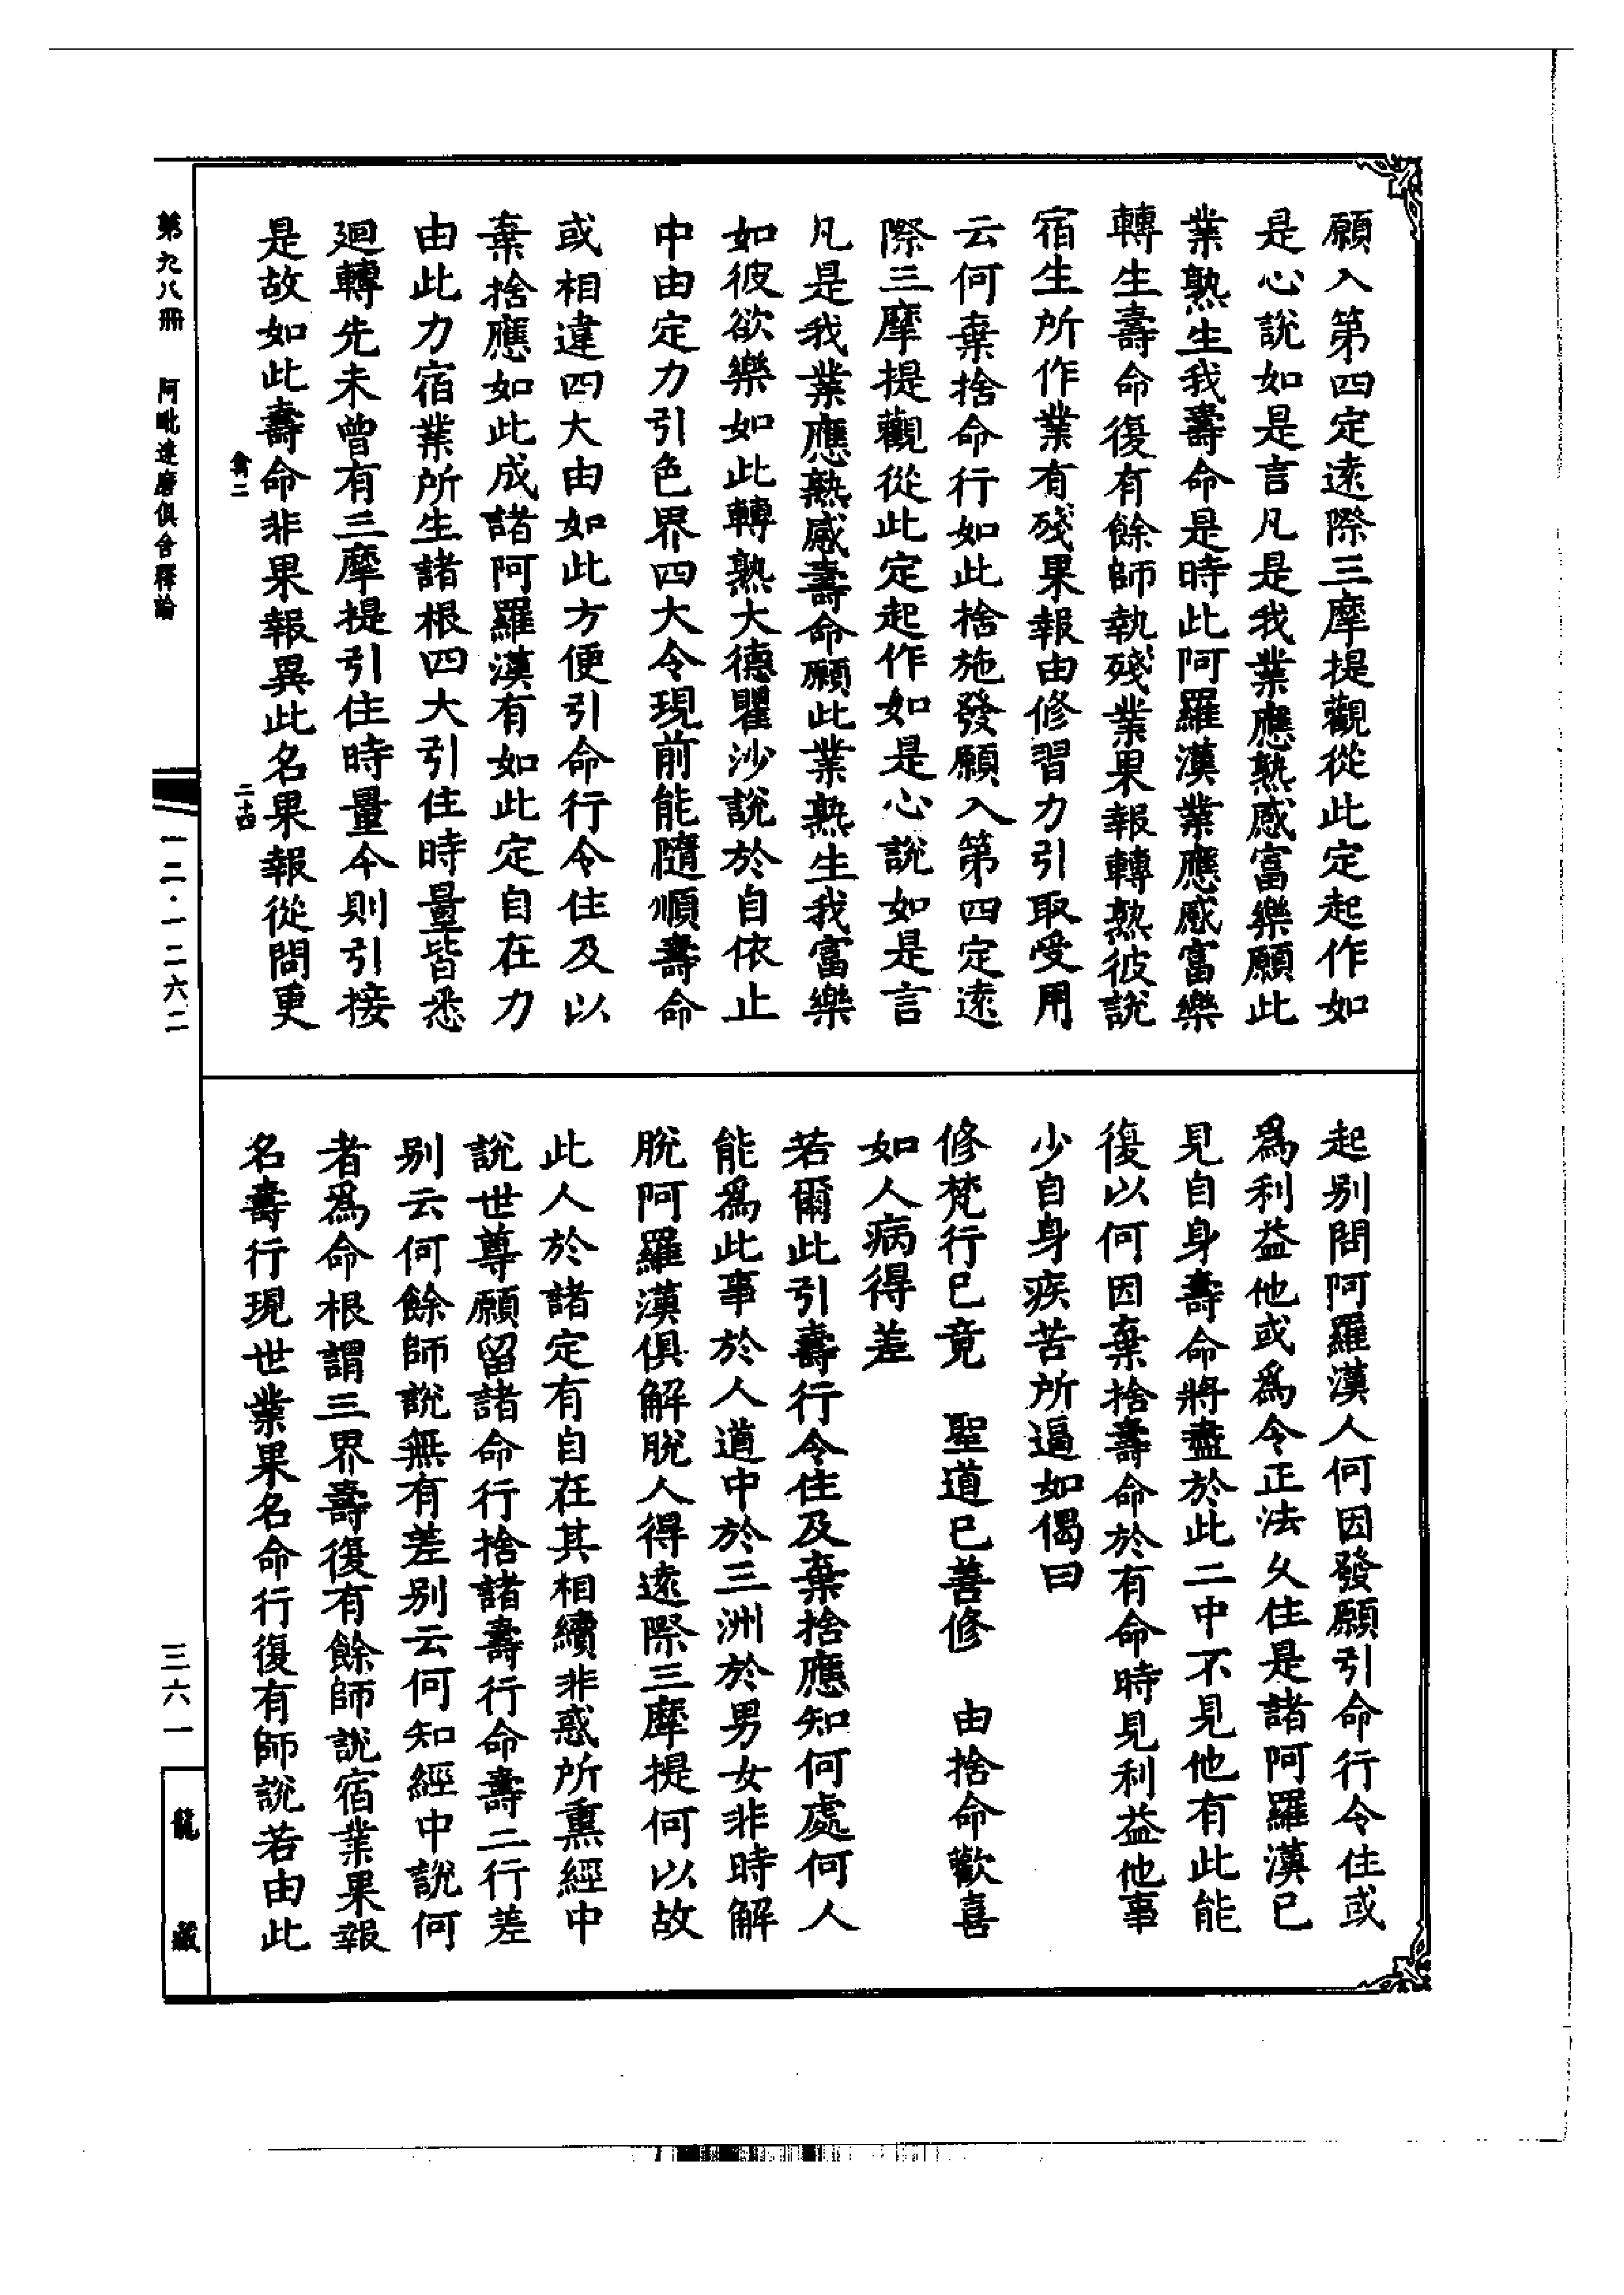 願入第四定遠際三摩提觀從此定起作如
是心說如是言凡是我業應熟感富樂願此
業熟生我壽命是時此阿羅漢業應感富樂
轉生壽命復有餘師執殘業果報轉熟彼說
宿生所作業有殘果報由修習力引取受用
云何棄捨命行如此捨施發願入第四定遠
際三摩提觀從此定起作如是心說如是言
凡是我業應熟感壽命願此業熟生我富樂
如彼欲樂如此轉熟大德瞿沙說於自依止
中由定力引色界四大令現前能隨順壽命
或相違四大由如此方便引命行令住及以
棄捨應如此成諸阿羅漢有如此定自在力
由此力宿業所生諸根四大引住時量皆悉
迴轉先未曾有三摩提引住時量今則引接
是故如此壽命非果報異此名果報從問更
起別問阿羅漢人何因發願引命行令住或
爲利益他或爲令正法久住是諸阿羅漢已
見自身壽命將盡於此二中不見他有此能
復以何因棄捨壽命於有命時見利益他事
少自身疾苦所逼如偈曰
修梵行已竟　聖道已善修　由捨命歡喜
如人病得差
若爾此引壽行令住及棄捨應知何處何人
能爲此事於人道中於三洲於男女非時解
脫阿羅漢俱解脫人得遠際三摩提何以故
此人於諸定有自在其相續非惑所熏經中
說世尊願留諸命行捨諸壽行命壽二行差
別云何餘師說無有差別云何知經中說何
者爲命根謂三界壽復有餘師說宿業果報
名壽行現世業果名命行復有師說若由此
第九八冊　阿毗達磨俱舍釋論
一二·一二六二
三六一
龍藏
二十四